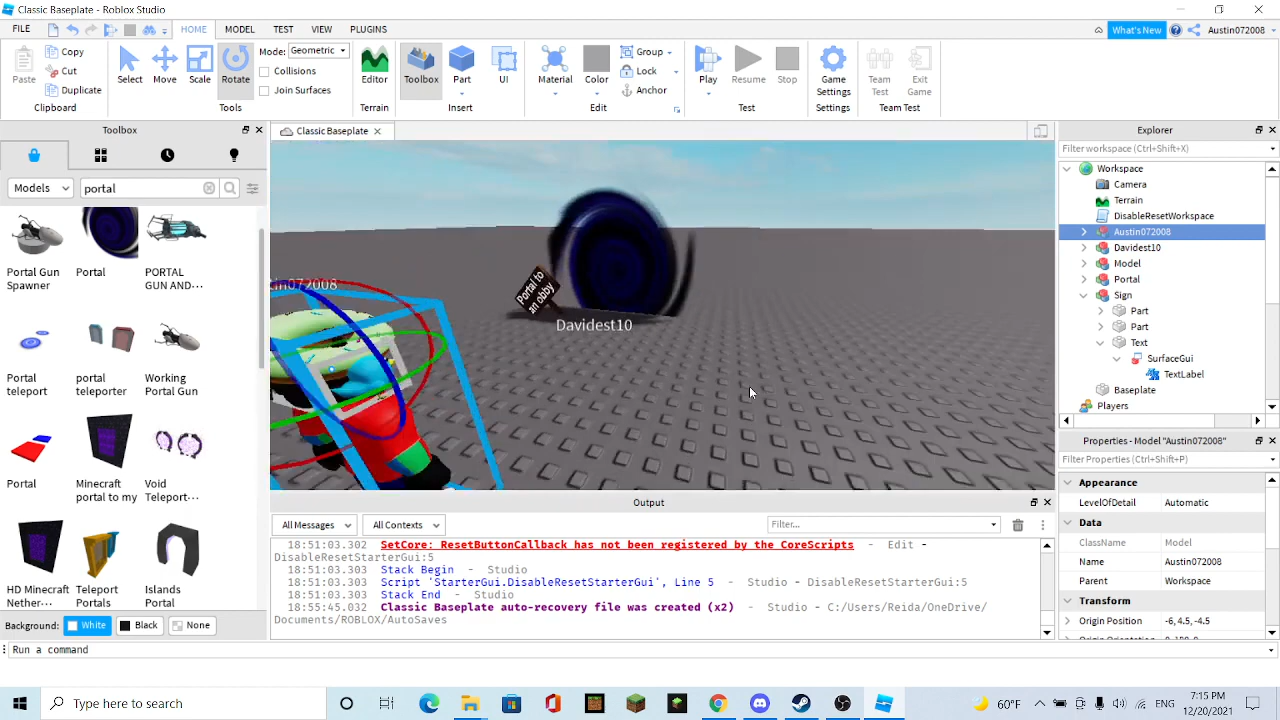 Classic Baseplate - Roblox Studio
FILE HOME MODEL TEST VIEW PLUGINS What's New Austin072008
Paste Copy Cut Duplicate Clipboard
Select Move Scale Rotate Mode: Geometric Collisions Join Surfaces Tools
Editor Terrain
Toolbox Part UI Insert
Material Color Group Lock Anchor Edit
Play Resume Stop Test
Game Settings Settings
Team Test Exit Game Team Test
Toolbox
Models portal
Portal Gun Spawner
Portal
PORTAL GUN AND...
Portal teleport
portal teleporter
Working Portal Gun
Portal
Minecraft portal to my
Void Teleport...
HD Minecraft Nether...
Teleport Portals
Islands Portal
Background: White Black None
Classic Baseplate
tin072008
Portal to
an obby
Davidest10
Output
All Messages All Contexts Filter...
18:51:03.302 SetCore: ResetButtonCallback has not been registered by the CoreScripts - Edit -
DisableResetStarterGui:5
18:51:03.303 Stack Begin - Studio
18:51:03.303 Script 'StarterGui.DisableResetStarterGui', Line 5 - Studio - DisableResetStarterGui:5
18:51:03.303 Stack End - Studio
18:55:45.032 Classic Baseplate auto-recovery file was created (x2) - Studio - C:/Users/Reida/OneDrive/
Documents/ROBLOX/AutoSaves
Explorer
Filter workspace (Ctrl+Shift+X)
Workspace
Camera
Terrain
DisableResetWorkspace
Austin072008
Davidest10
Model
Portal
Sign
Part
Part
Text
SurfaceGui
TextLabel
Baseplate
Players
Properties - Model "Austin072008"
Filter Properties (Ctrl+Shift+P)
Appearance
LevelOfDetail Automatic
Data
ClassName Model
Name Austin072008
Parent Workspace
Transform
Origin Position -6, 4.5, -4.5
Run a command
Type here to search
60°F
7:15 PM
12/20/2021